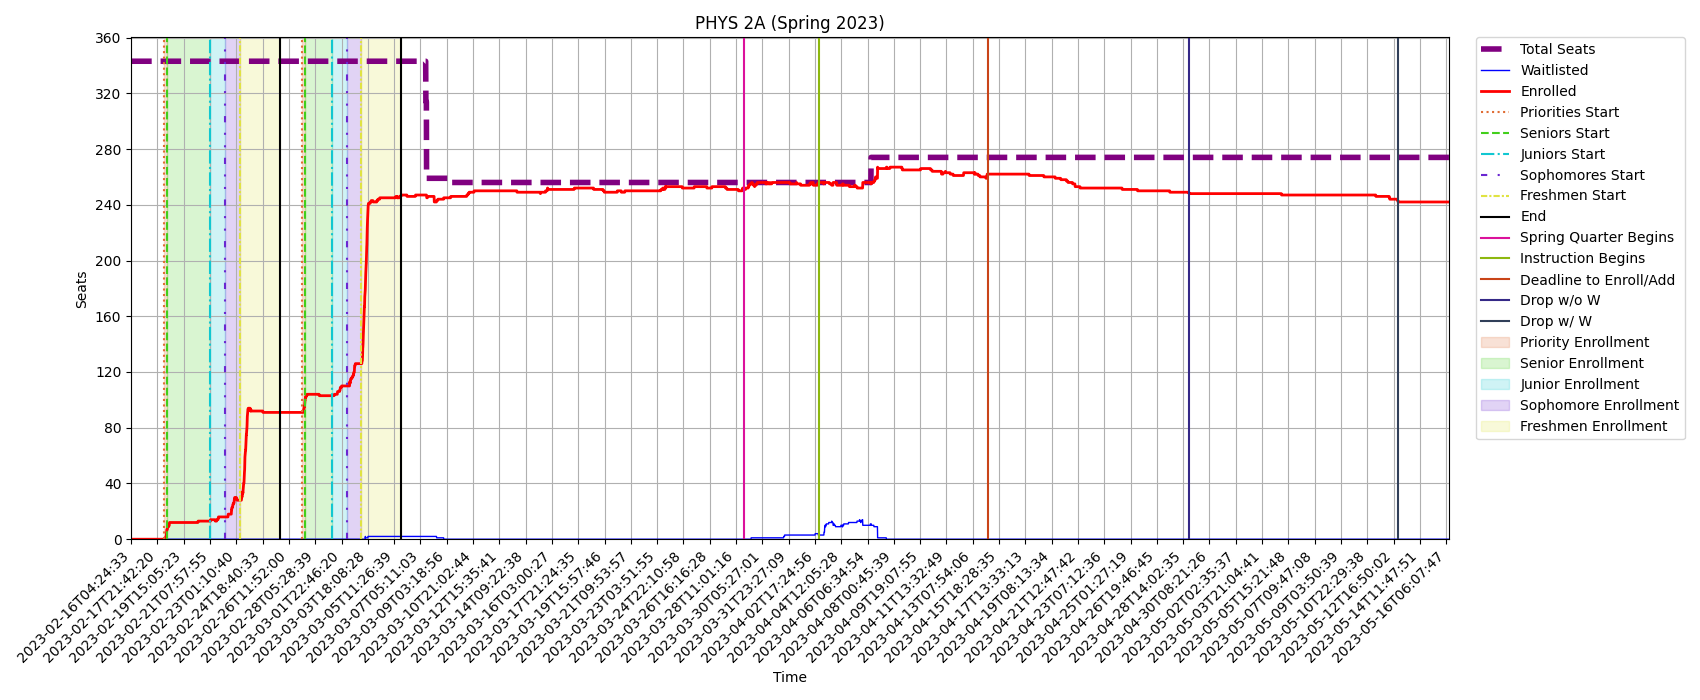 PHYS 2A (Spring 2023)
360
320
280
240
200
160
120
80
40
0
Seats
2023-02-16T04:24:33
2023-02-17T21:42:20
2023-02-19T15:05:23
2023-02-21T07:57:55
2023-02-23T01:10:40
2023-02-24T18:40:33
2023-02-26T11:52:00
2023-02-28T05:28:39
2023-03-01T22:46:20
2023-03-03T18:08:28
2023-03-05T11:26:39
2023-03-07T05:11:03
2023-03-09T03:18:56
2023-03-10T21:02:44
2023-03-12T15:35:41
2023-03-14T09:22:38
2023-03-16T03:00:27
2023-03-17T21:24:35
2023-03-19T15:57:46
2023-03-21T09:53:57
2023-03-23T03:51:55
2023-03-24T22:10:58
2023-03-26T16:16:28
2023-03-28T11:01:16
2023-03-30T05:27:01
2023-03-31T23:27:09
2023-04-02T17:24:56
2023-04-04T12:05:28
2023-04-06T06:34:54
2023-04-08T00:45:39
2023-04-09T19:07:55
2023-04-11T13:32:49
2023-04-13T07:54:06
2023-04-15T18:28:35
2023-04-17T13:33:13
2023-04-19T08:13:34
2023-04-21T12:47:42
2023-04-23T07:12:36
2023-04-25T01:27:19
2023-04-26T19:46:45
2023-04-28T14:02:35
2023-04-30T08:21:26
2023-05-02T02:35:37
2023-05-03T21:04:41
2023-05-05T15:21:48
2023-05-07T09:47:08
2023-05-09T03:50:39
2023-05-10T22:29:38
2023-05-12T16:50:02
2023-05-14T11:47:51
2023-05-16T06:07:47
Time
Total Seats
Waitlisted
Enrolled
Priorities Start
Seniors Start
Juniors Start
Sophomores Start
Freshmen Start
End
Spring Quarter Begins
Instruction Begins
Deadline to Enroll/Add
Drop w/o W
Drop w/ W
Priority Enrollment
Senior Enrollment
Junior Enrollment
Sophomore Enrollment
Freshmen Enrollment